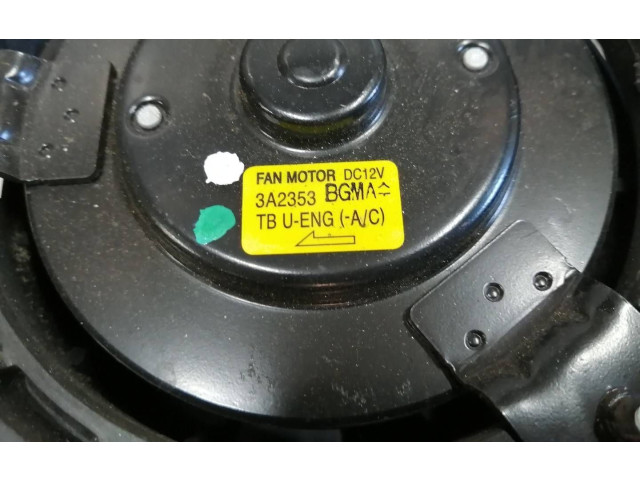 FAN MOTOR DC12V
3A2353 BGMA
TB U-ENG (-A/C)